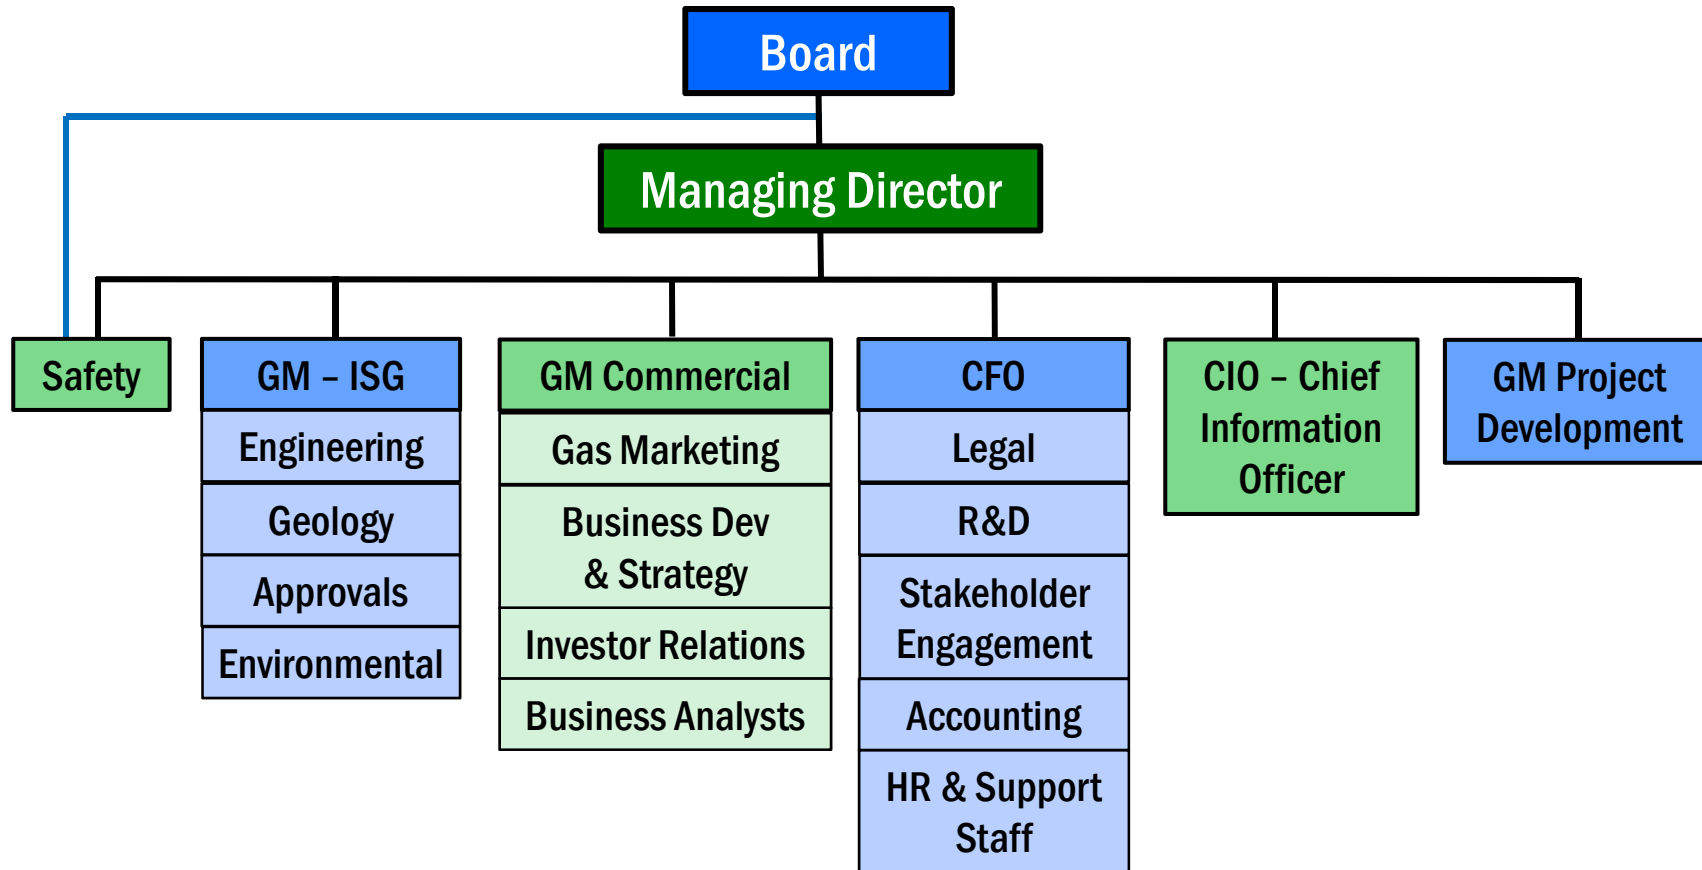 Board
Managing Director
Safety
GM – ISG
Engineering
Geology
Approvals
Environmental
GM Commercial
Gas Marketing
Business Dev
& Strategy
Investor Relations
Business Analysts
CFO
Legal
R&D
Stakeholder
Engagement
Accounting
HR & Support
Staff
CIO – Chief
Information
Officer
GM Project
Development